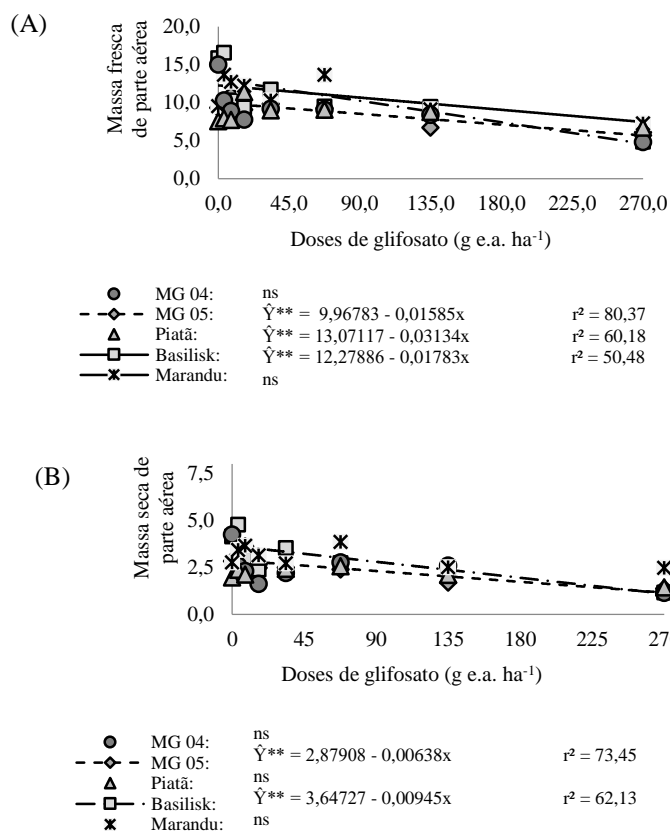 (A)
Massa fresca
de parte aérea
20,0
15,0
10,0
5,0
0,0
0,0 45,0 90,0 135,0 180,0 225,0 270,0
Doses de glifosato (g e.a. ha⁻¹)
MG 04: ns
MG 05: Ŷ** = 9,96783 - 0,01585x r² = 80,37
Piatã: Ŷ** = 13,07117 - 0,03134x r² = 60,18
Basilisk: Ŷ** = 12,27886 - 0,01783x r² = 50,48
Marandu: ns
(B)
Massa seca de
parte aérea
7,5
5,0
2,5
0,0
0 45 90 135 180 225 27
Doses de glifosato (g e.a. ha⁻¹)
MG 04: ns
MG 05: Ŷ** = 2,87908 - 0,00638x r² = 73,45
Piatã: ns
Basilisk: Ŷ** = 3,64727 - 0,00945x r² = 62,13
Marandu: ns